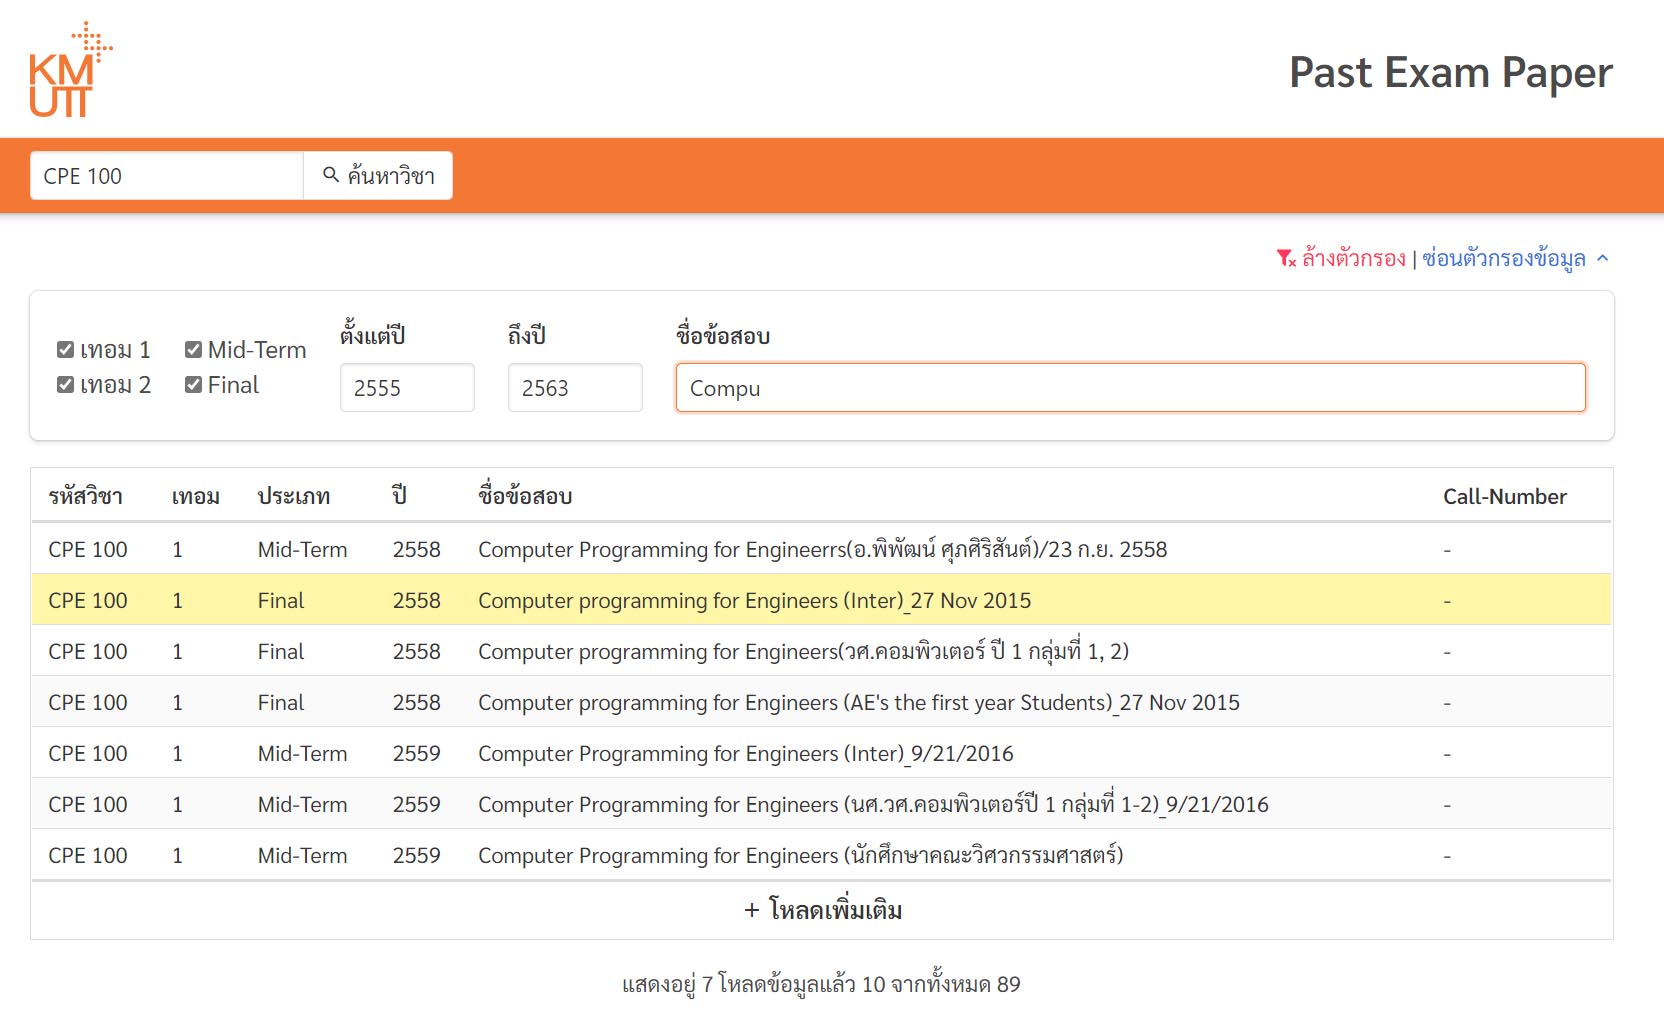 KM
UTT
Past Exam Paper
CPE 100 ค้นหาวิชา
ล้างตัวกรอง | ซ่อนตัวกรองข้อมูล
เทอม 1 Mid-Term ตั้งแต่ปี ถึงปี ชื่อข้อสอบ
เทอม 2 Final 2555 2563 Compu
รหัสวิชา เทอม ประเภท ปี ชื่อข้อสอบ Call-Number
CPE 100 1 Mid-Term 2558 Computer Programming for Engineerrs(อ.พิพัฒน์ ศุภศิริสันต์)/23 ก.ย. 2558 -
CPE 100 1 Final 2558 Computer programming for Engineers (Inter)_27 Nov 2015 -
CPE 100 1 Final 2558 Computer programming for Engineers(วศ.คอมพิวเตอร์ ปี 1 กลุ่มที่ 1, 2) -
CPE 100 1 Final 2558 Computer programming for Engineers (AE's the first year Students)_27 Nov 2015 -
CPE 100 1 Mid-Term 2559 Computer Programming for Engineers (Inter)_9/21/2016 -
CPE 100 1 Mid-Term 2559 Computer Programming for Engineers (นศ.วศ.คอมพิวเตอร์ปี 1 กลุ่มที่ 1-2)_9/21/2016 -
CPE 100 1 Mid-Term 2559 Computer Programming for Engineers (นักศึกษาคณะวิศวกรรมศาสตร์) -
+ โหลดเพิ่มเติม
แสดงอยู่ 7 โหลดข้อมูลแล้ว 10 จากทั้งหมด 89